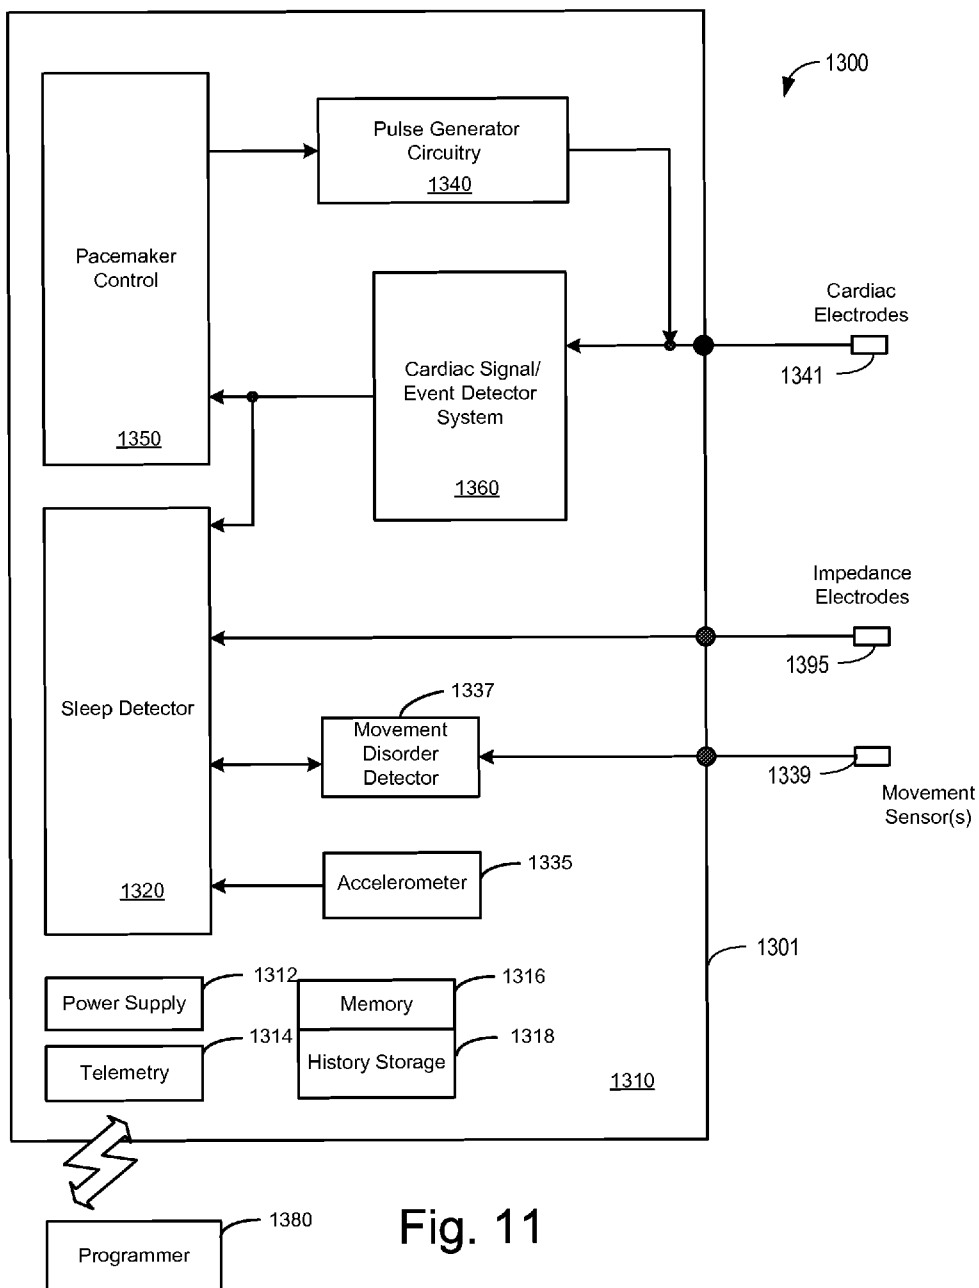 1300
Pulse Generator
Circuitry
1340
Pacemaker
Control
1350
Cardiac
Electrodes
1341
Cardiac Signal/
Event Detector
System
1360
Impedance
Electrodes
1395
Sleep Detector
1320
1337
Movement
Disorder
Detector
1339
Movement
Sensor(s)
Accelerometer
1335
1301
Power Supply
1312
Memory
1316
Telemetry
1314
History Storage
1318
1310
Programmer
1380
Fig. 11